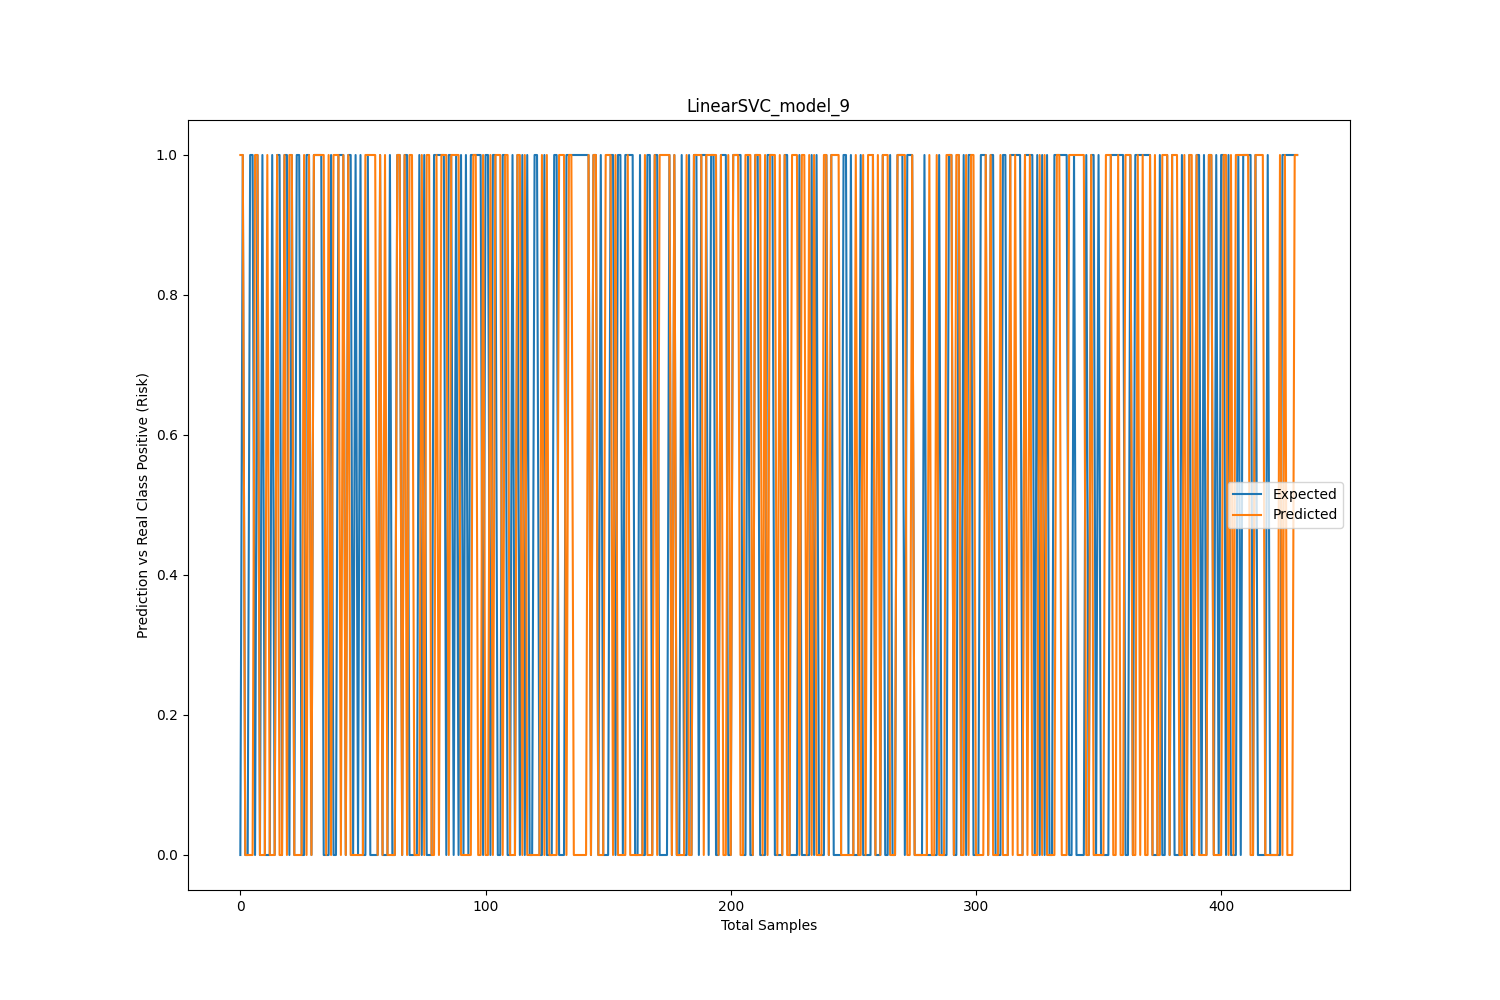 LinearSVC_model_9
1.0
0.8
0.6
0.4
0.2
0.0
Prediction vs Real Class Positive (Risk)
Expected
Predicted
0 100 200 300 400
Total Samples